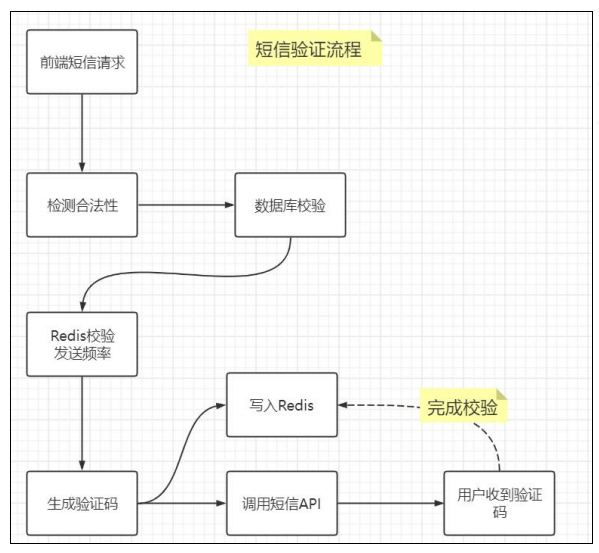 短信验证流程
前端短信请求
检测合法性
数据库校验
Redis校验
发送频率
写入Redis
完成校验
生成验证码
调用短信API
用户收到验证
码